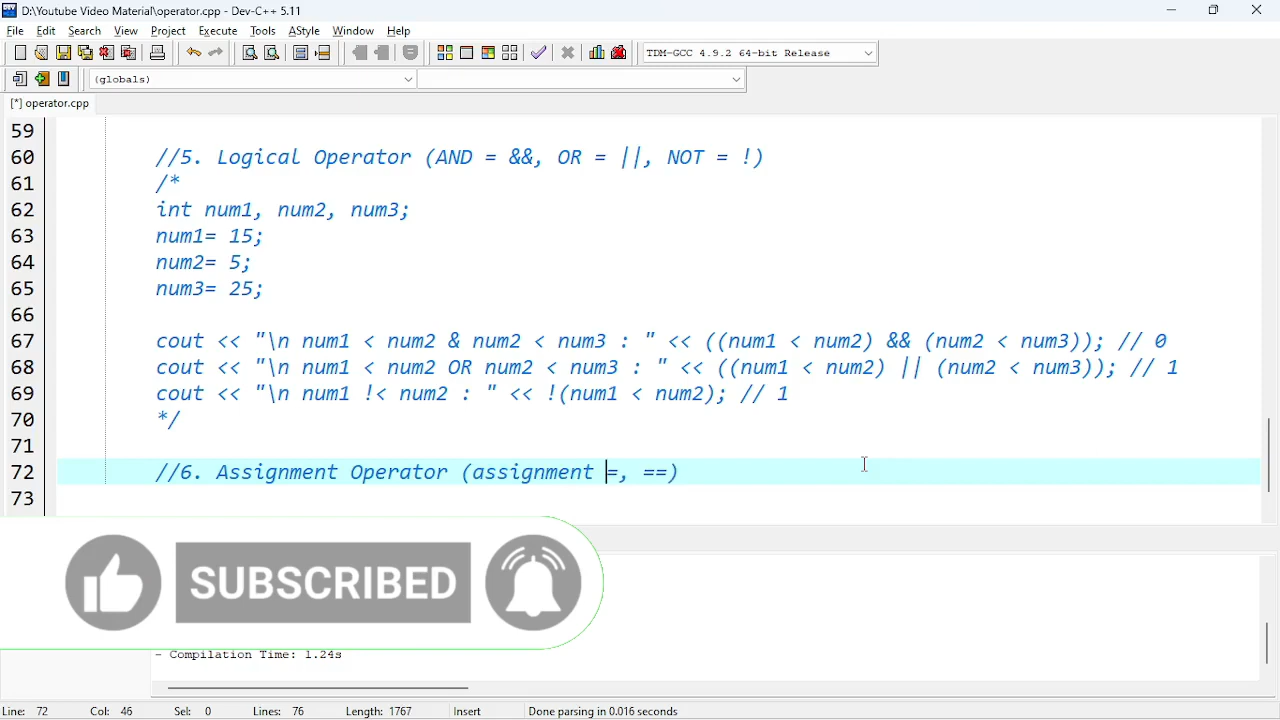 D:\Youtube Video Material\operator.cpp - Dev-C++ 5.11
File Edit Search View Project Execute Tools AStyle Window Help
TDM-GCC 4.9.2 64-bit Release
(globals)
[*] operator.cpp
59
60 //5. Logical Operator (AND = &&, OR = ||, NOT = !)
61 /*
62 int num1, num2, num3;
63 num1= 15;
64 num2= 5;
65 num3= 25;
66
67 cout << "\n num1 < num2 & num2 < num3 : " << ((num1 < num2) && (num2 < num3)); // 0
68 cout << "\n num1 < num2 OR num2 < num3 : " << ((num1 < num2) || (num2 < num3)); // 1
69 cout << "\n num1 !< num2 : " << !(num1 < num2); // 1
70 */
71
72 //6. Assignment Operator (assignment =, ==)
73
SUBSCRIBED
- Compilation Time: 1.24s
Line: 72 Col: 46 Sel: 0 Lines: 76 Length: 1767 Insert Done parsing in 0.016 seconds